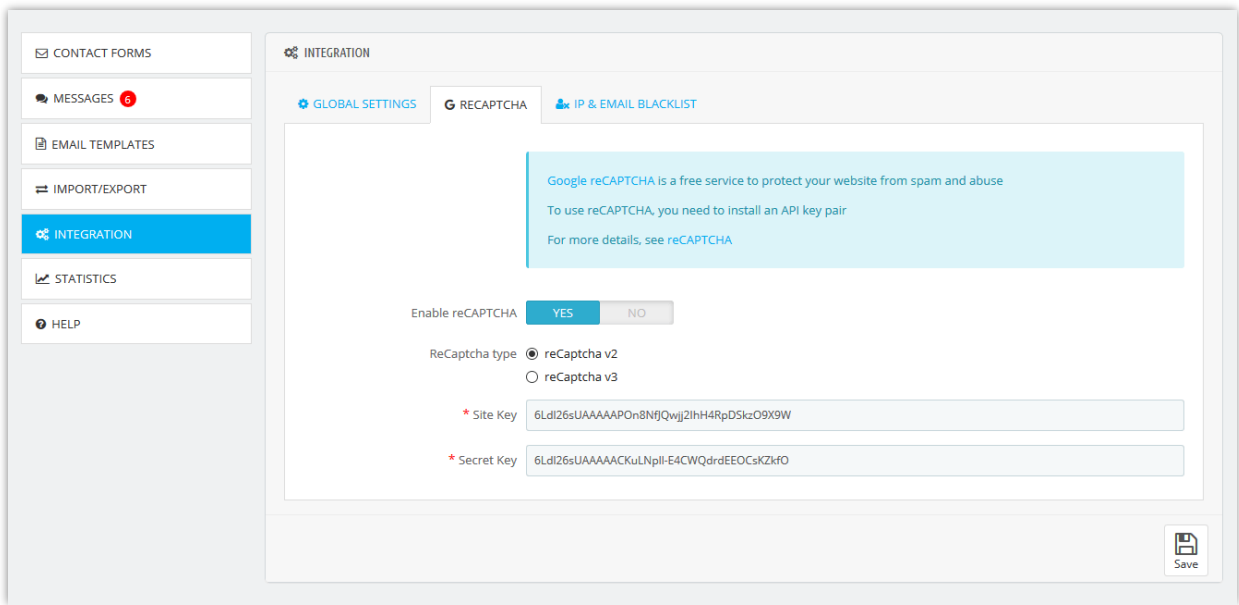 CONTACT FORMS
MESSAGES 6
EMAIL TEMPLATES
IMPORT/EXPORT
INTEGRATION
STATISTICS
HELP
INTEGRATION
GLOBAL SETTINGS
RECAPTCHA
IP & EMAIL BLACKLIST
Google reCAPTCHA is a free service to protect your website from spam and abuse
To use reCAPTCHA, you need to install an API key pair
For more details, see reCAPTCHA
Enable reCAPTCHA YES NO
ReCaptcha type reCaptcha v2
reCaptcha v3
* Site Key 6LdI26sUAAAAAPOn8NfJQwjj2IhH4RpDSkzO9X9W
* Secret Key 6LdI26sUAAAAACKuLNpII-E4CWQdrdEEOCsKZkfO
Save